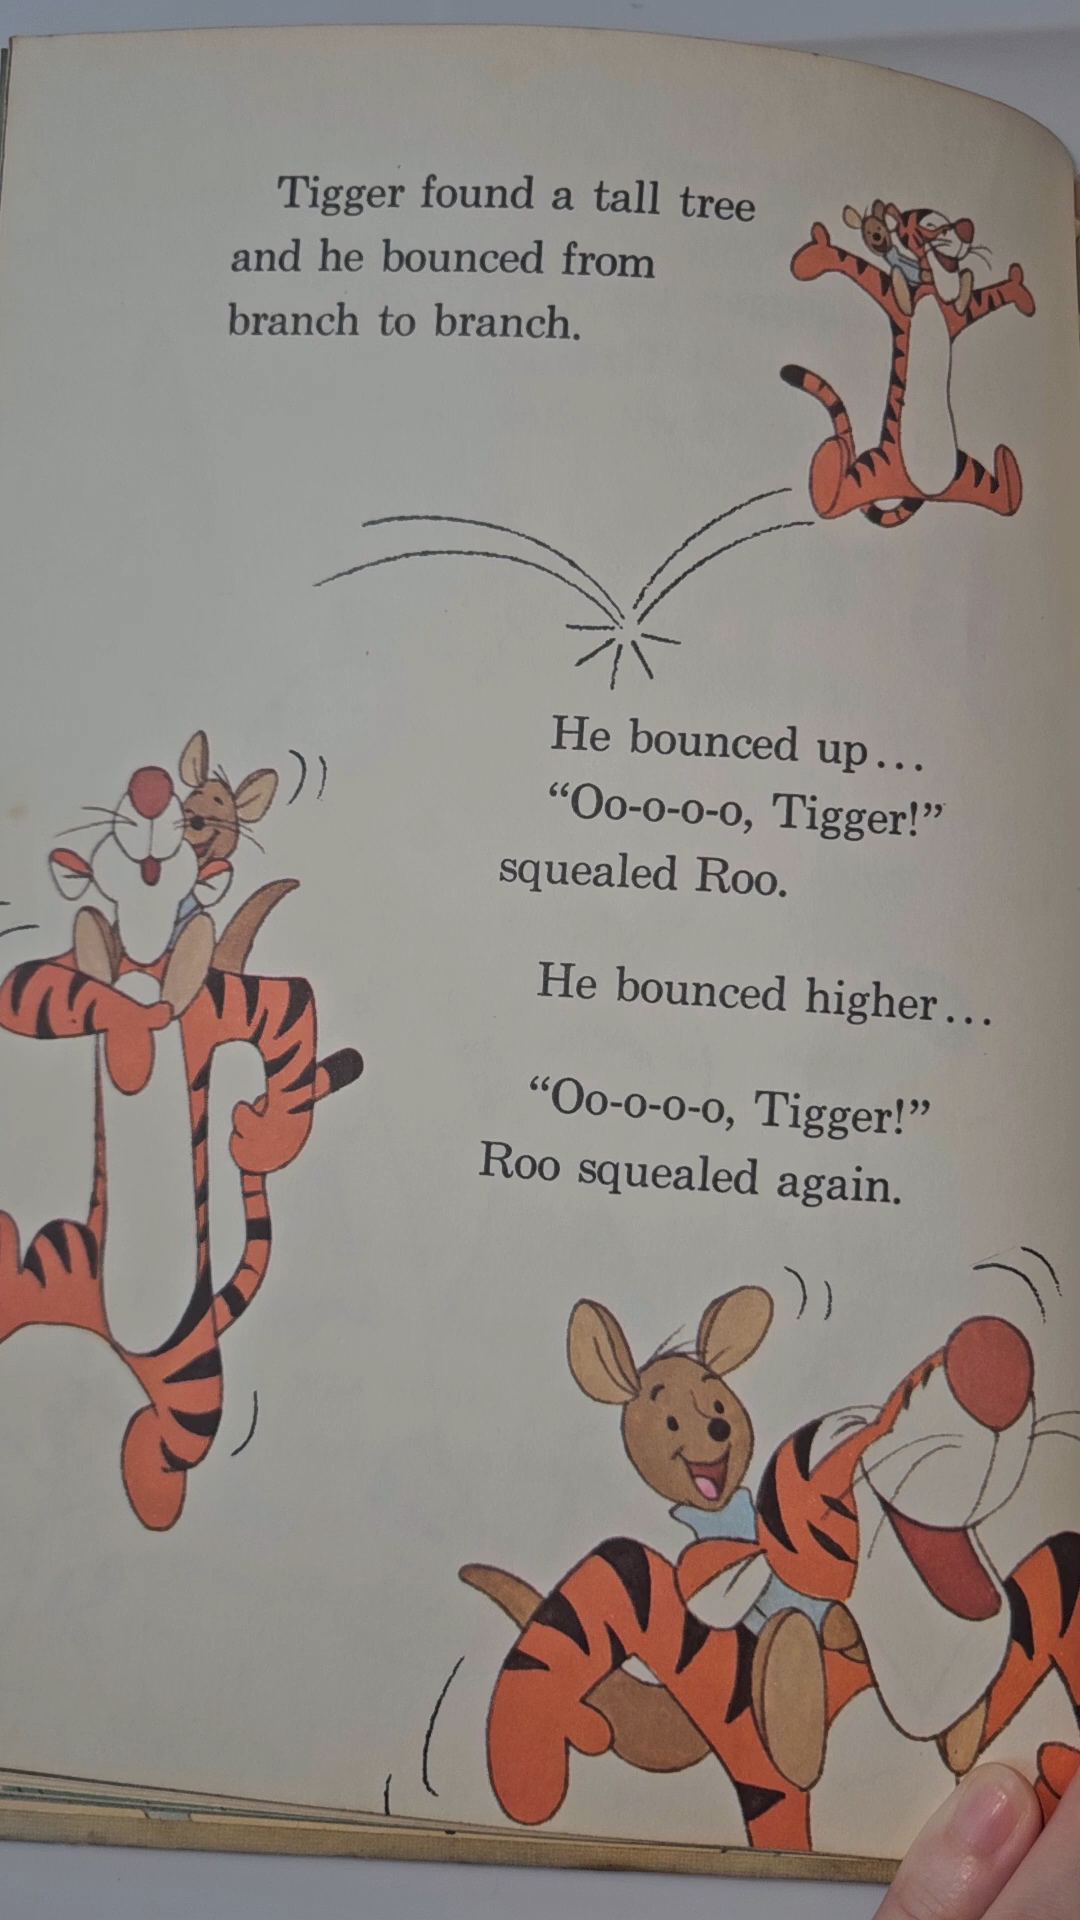 Tigger found a tall tree
and he bounced from
branch to branch.
He bounced up...
“Oo-o-o-o, Tigger!”
squealed Roo.
He bounced higher...
“Oo-o-o-o, Tigger!”
Roo squealed again.